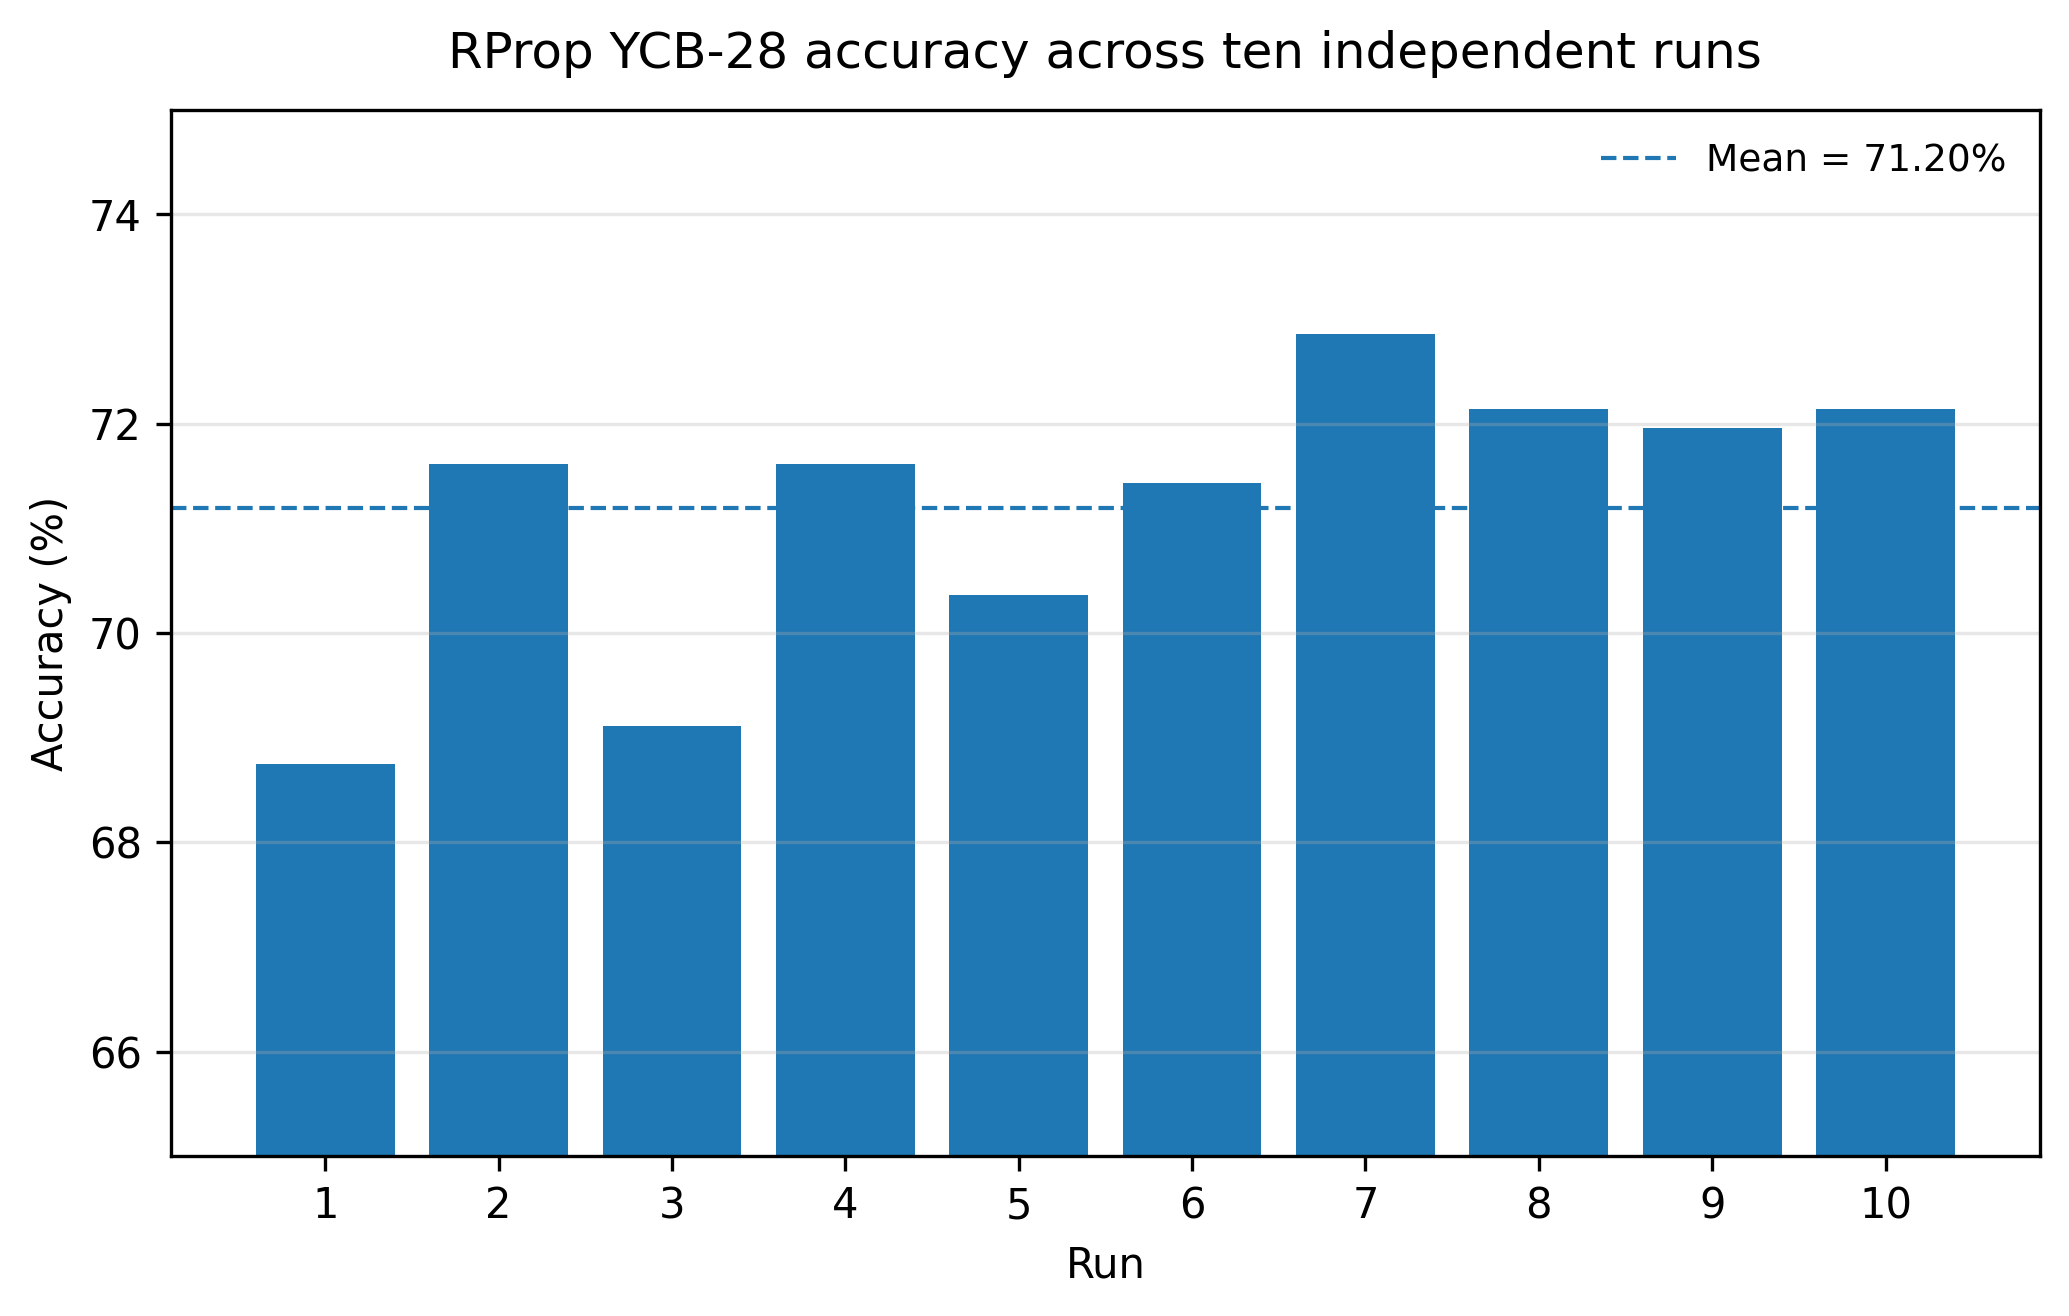 RProp YCB-28 accuracy across ten independent runs
Mean = 71.20%
Accuracy (%)
74
72
70
68
66
1 2 3 4 5 6 7 8 9 10
Run